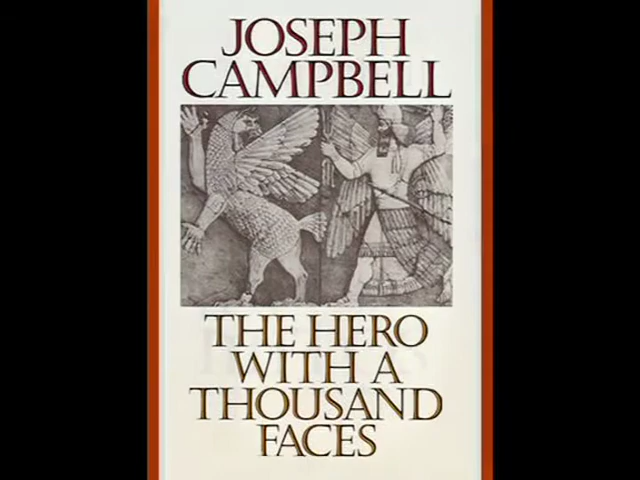 JOSEPH
CAMPBELL
THE HERO
WITH A
THOUSAND
FACES